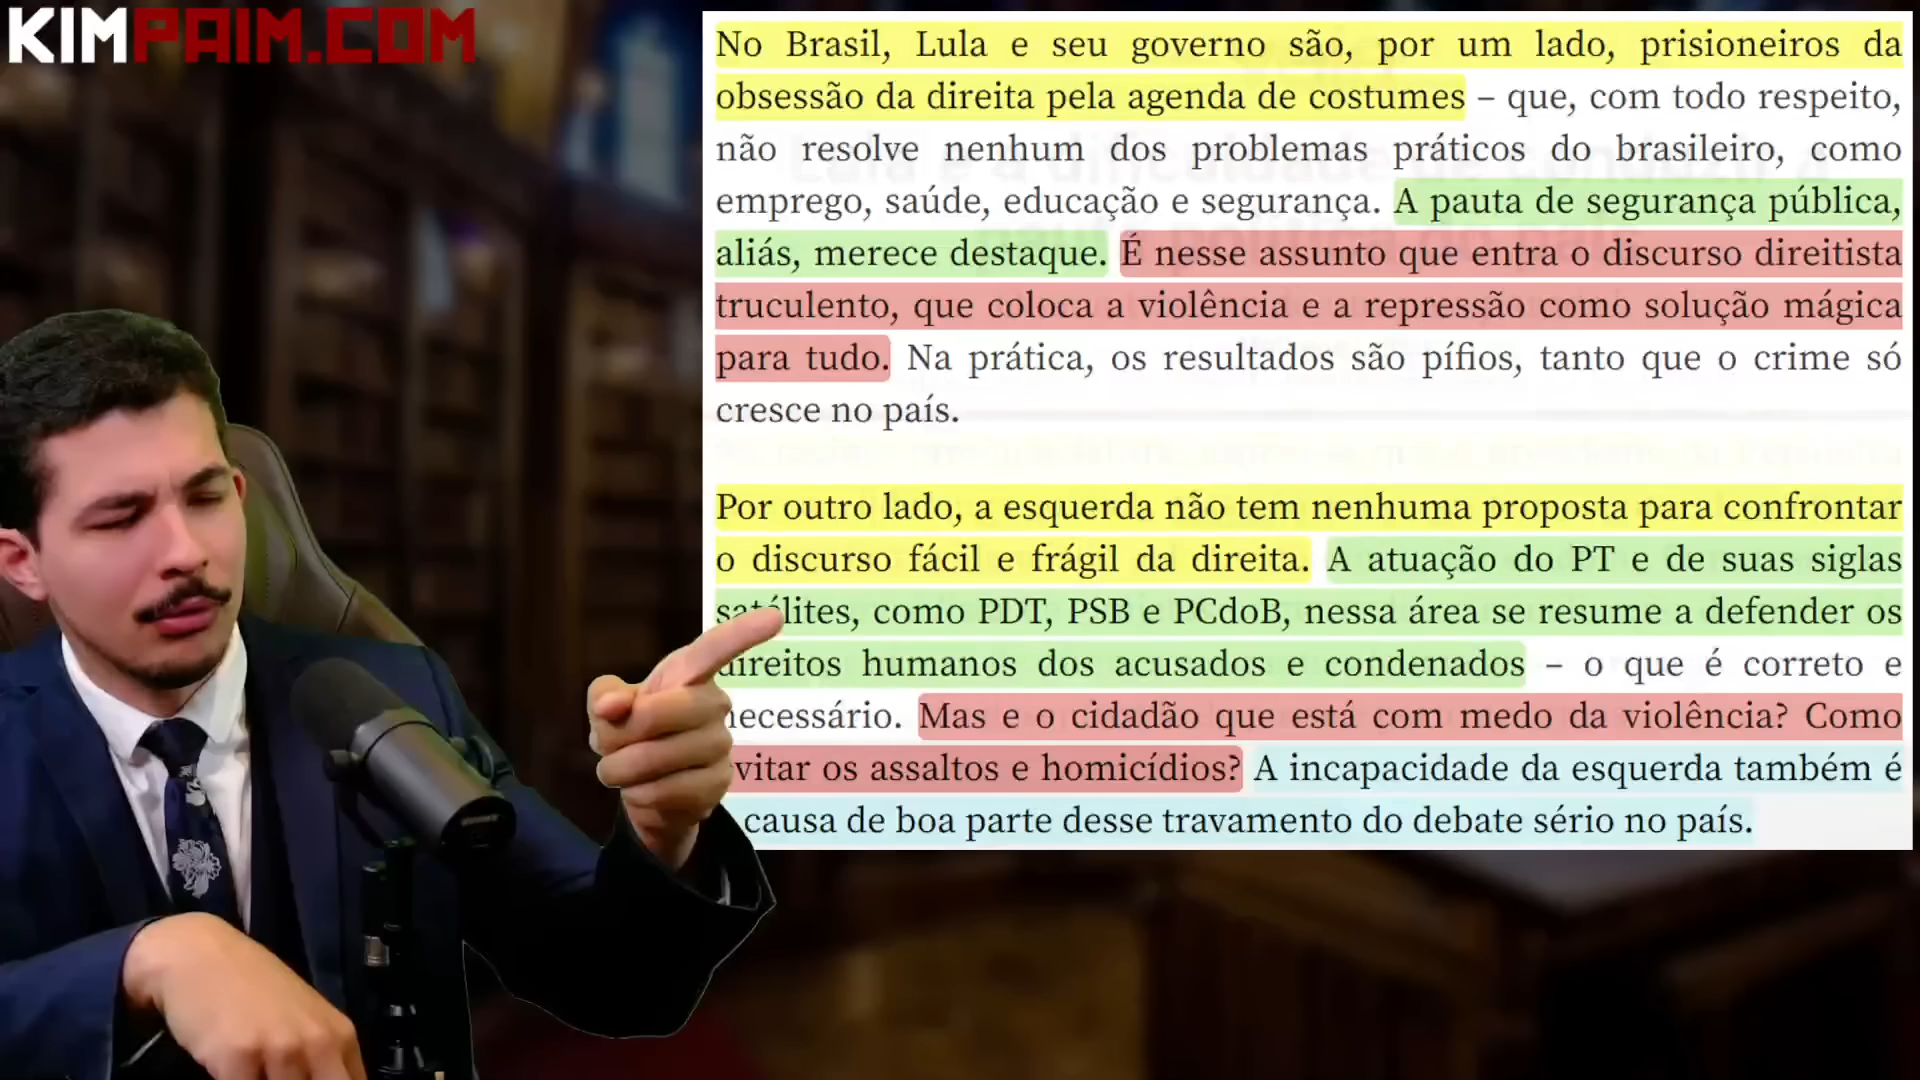 KIMPAIM.COM
No Brasil, Lula e seu governo são, por um lado, prisioneiros da
obsessão da direita pela agenda de costumes – que, com todo respeito,
não resolve nenhum dos problemas práticos do brasileiro, como
emprego, saúde, educação e segurança. A pauta de segurança pública,
aliás, merece destaque. É nesse assunto que entra o discurso direitista
truculento, que coloca a violência e a repressão como solução mágica
para tudo. Na prática, os resultados são pífios, tanto que o crime só
cresce no país.
Por outro lado, a esquerda não tem nenhuma proposta para confrontar
o discurso fácil e frágil da direita. A atuação do PT e de suas siglas
satélites, como PDT, PSB e PCdoB, nessa área se resume a defender os
direitos humanos dos acusados e condenados – o que é correto e
necessário. Mas e o cidadão que está com medo da violência? Como
vitar os assaltos e homicídios? A incapacidade da esquerda também é
causa de boa parte desse travamento do debate sério no país.